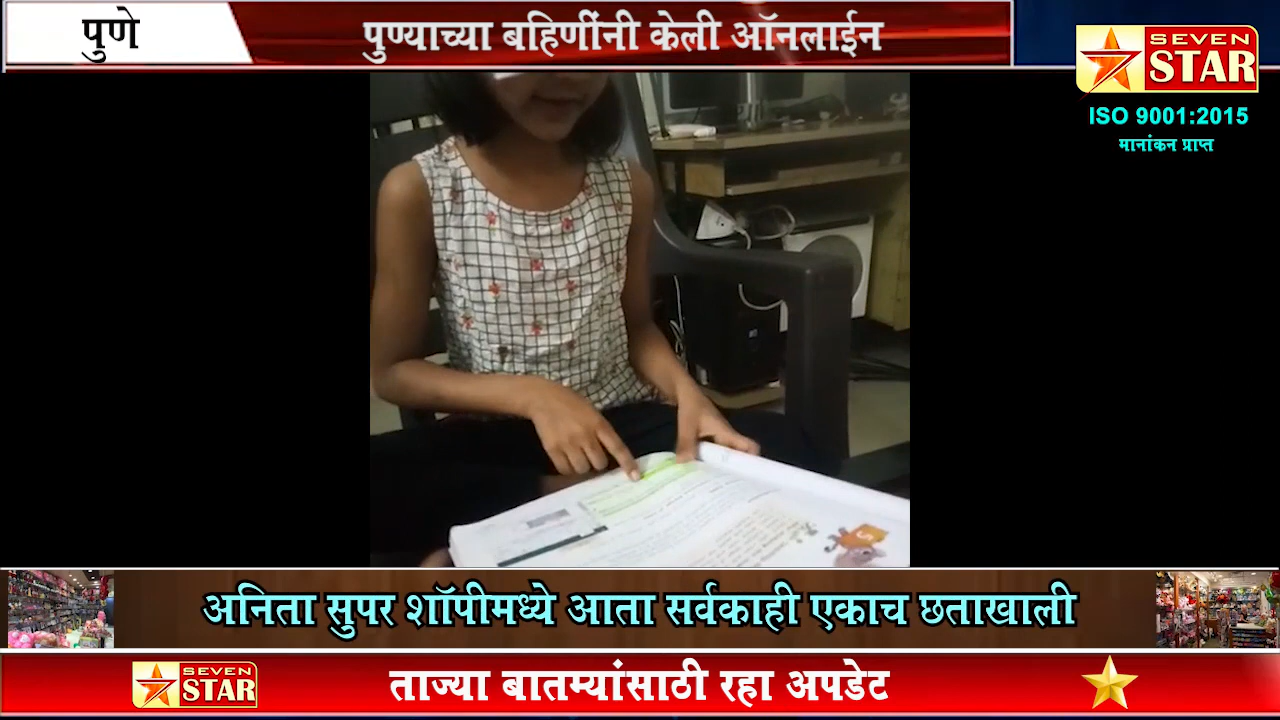 पुणे
पुण्याच्या बहिणींनी केली ऑनलाईन
SEVEN
STAR
ISO 9001:2015
मानांकन प्राप्त
5
अनिता सुपर शॉपीमध्ये आता सर्वकाही एकाच छताखाली
SEVEN
STAR
ताज्या बातम्यांसाठी रहा अपडेट